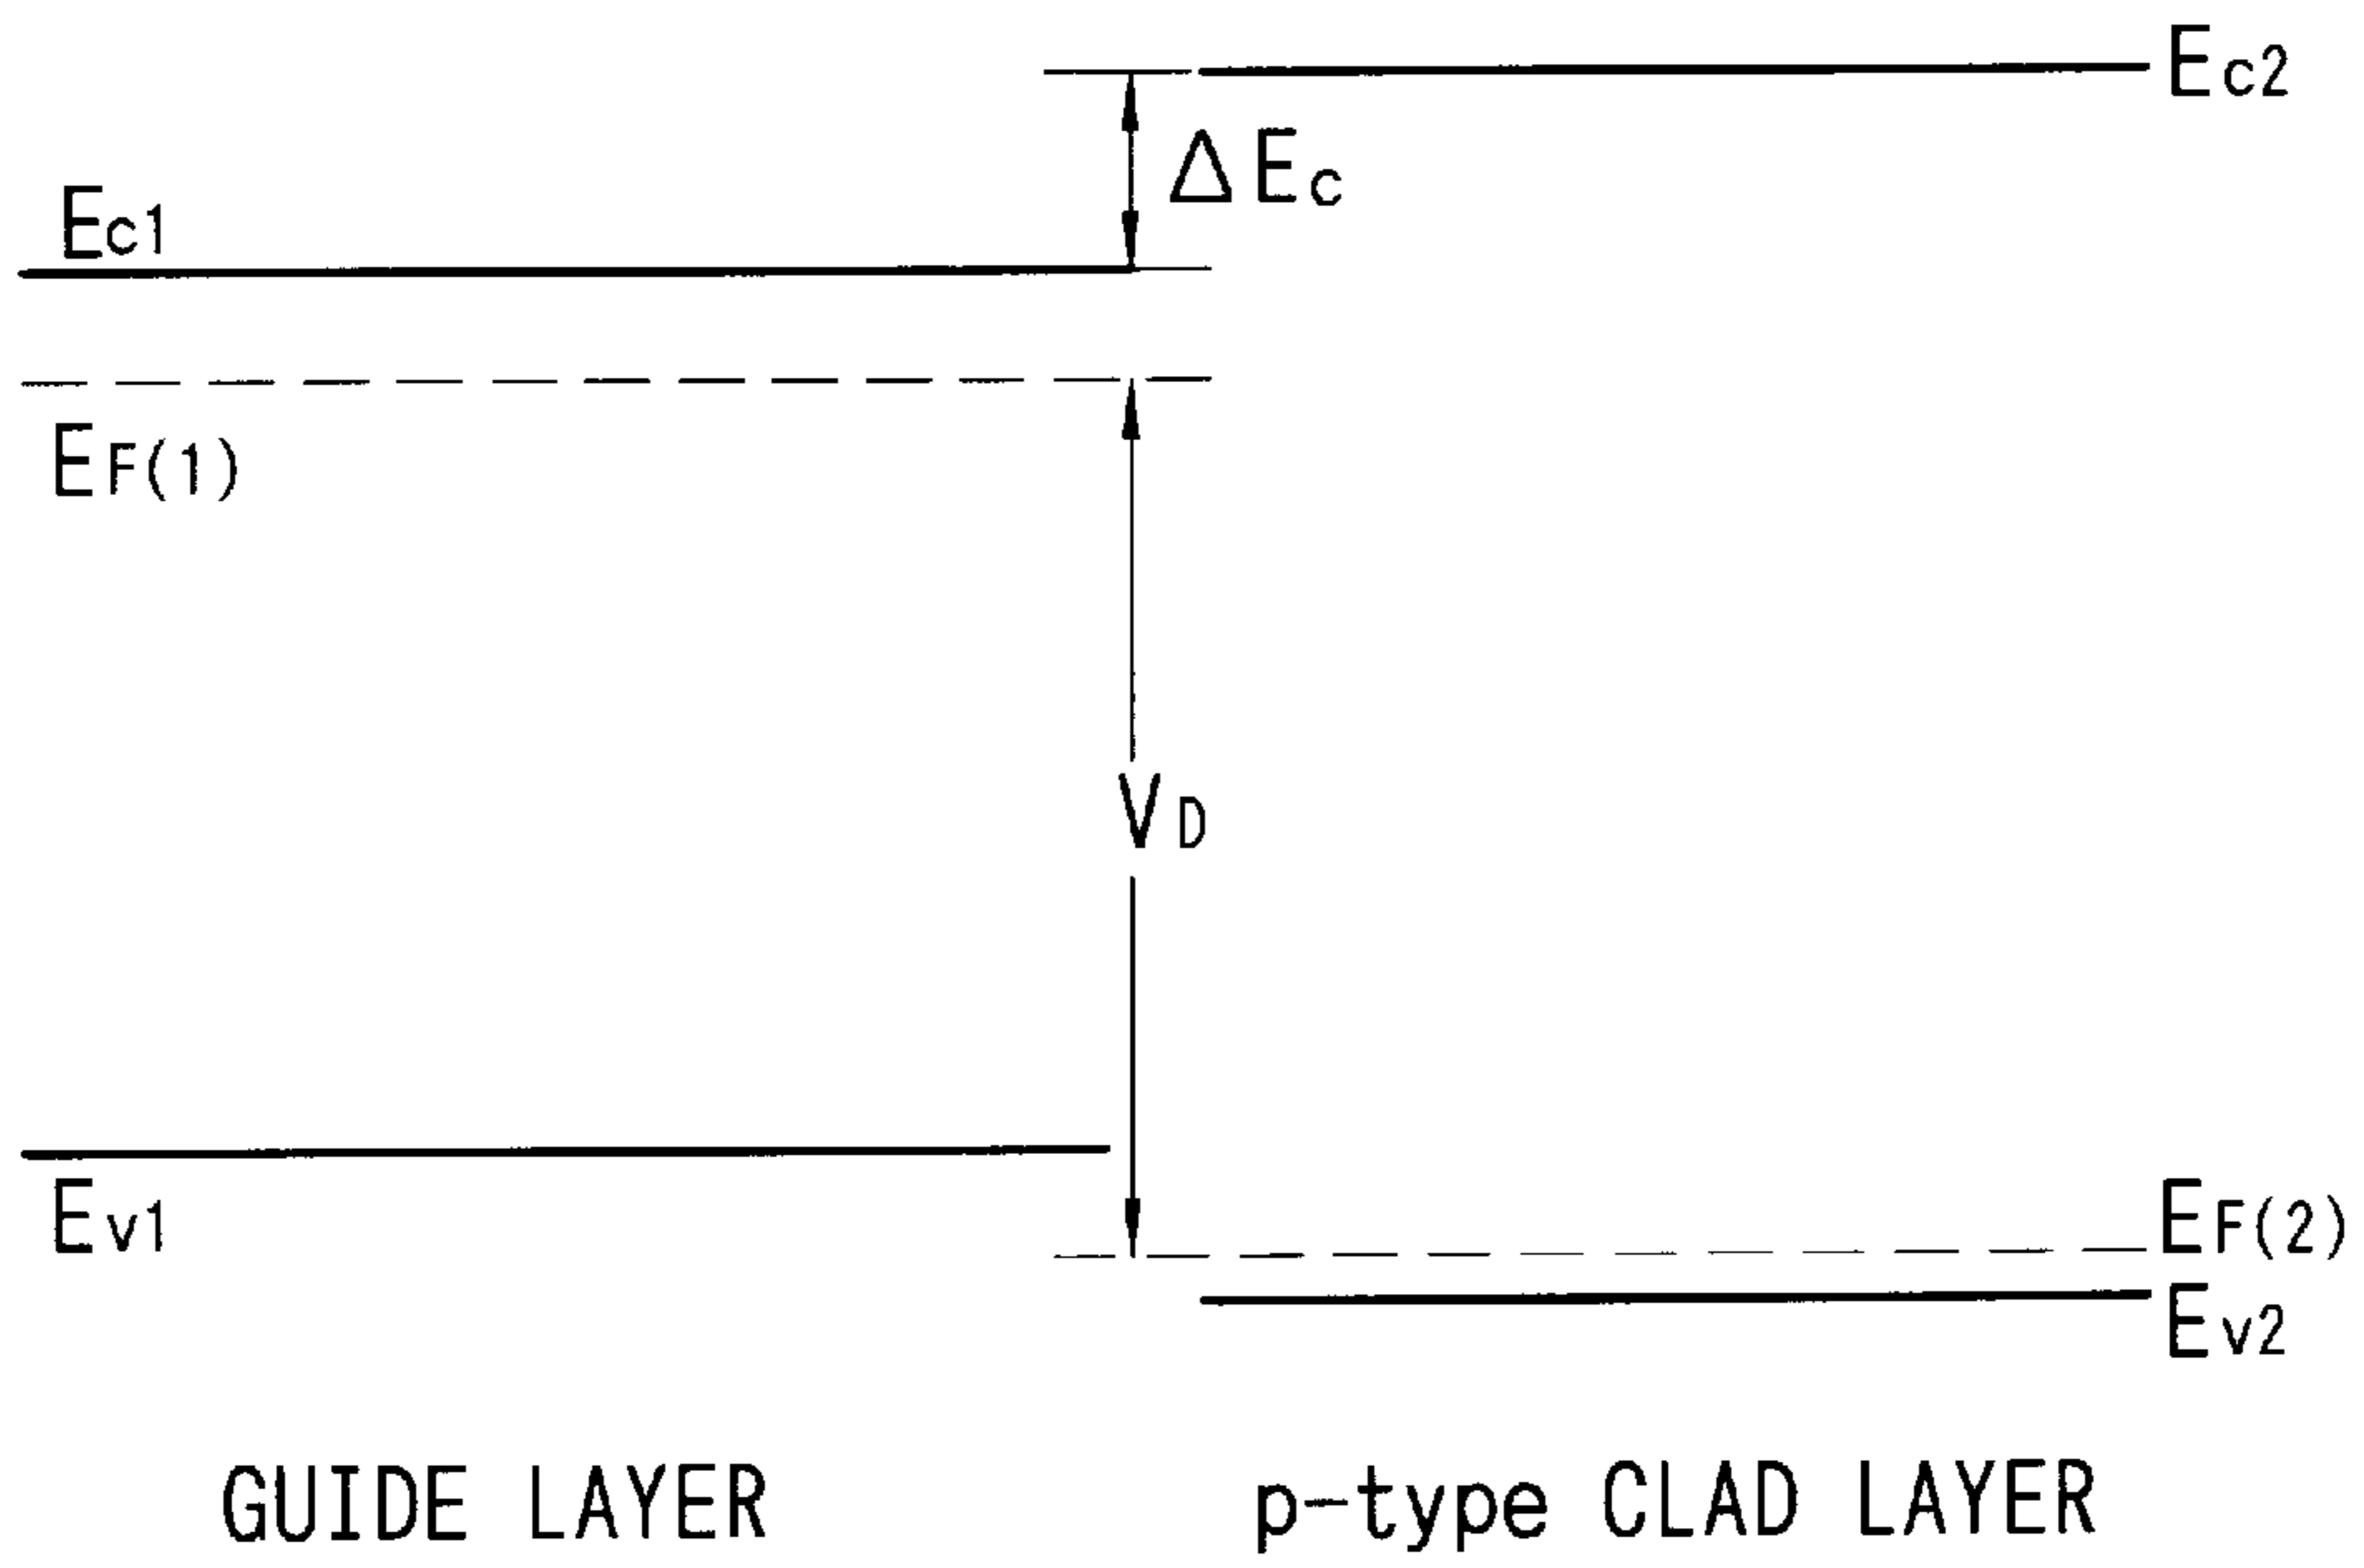 Ec2
ΔEc
Ec1
EF(1)
VD
Ev1
EF(2)
Ev2
GUIDE LAYER
p-type CLAD LAYER